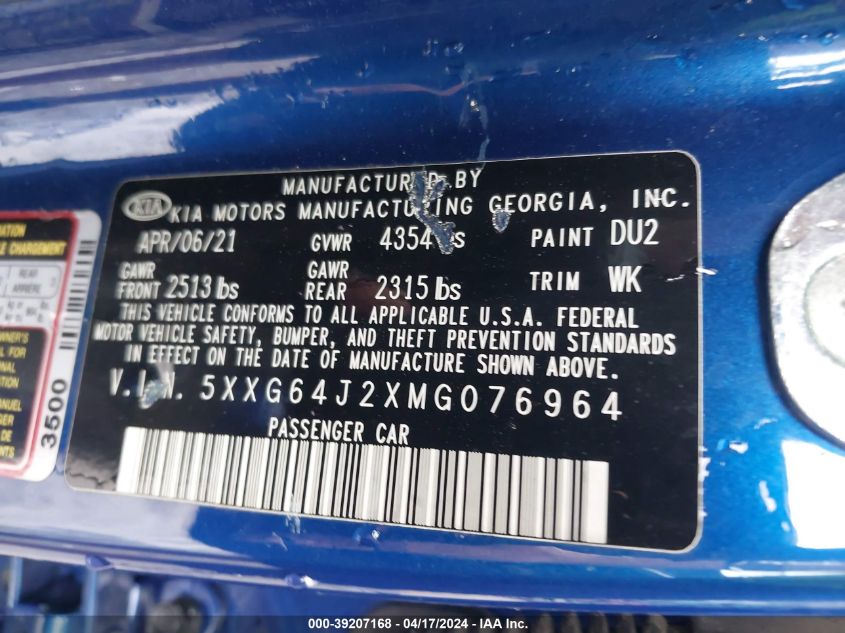 MANUFACTURED BY
KIA KIA MOTORS MANUFACTURING GEORGIA, INC.
APR/06/21 GVWR 4354 PAINT DU2
GAWR FRONT 2513 lbs GAWR REAR 2315 lbs TRIM WK
THIS VEHICLE CONFORMS TO ALL APPLICABLE U.S.A. FEDERAL
MOTOR VEHICLE SAFETY, BUMPER, AND THEFT PREVENTION STANDARDS
IN EFFECT ON THE DATE OF MANUFACTURE SHOWN ABOVE.
V.I.N. 5XXG64J2XMG076964
PASSENGER CAR
REAR
ARRIERE
3500
000-39207168 - 04/17/2024 - IAA, Inc.